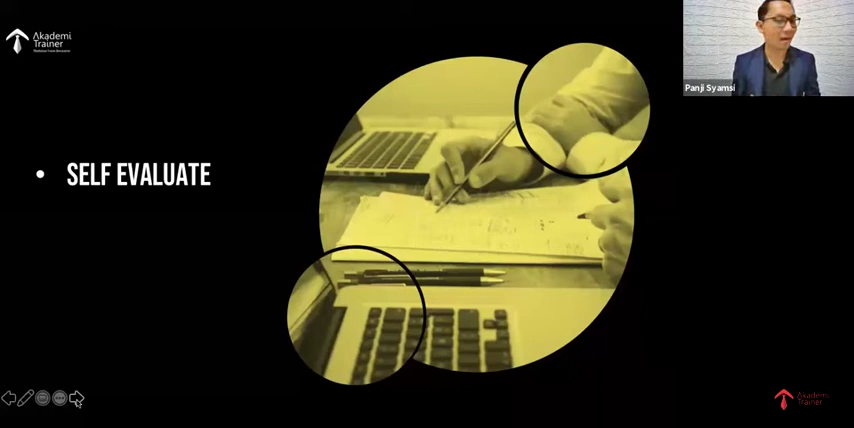 Akademi
Trainer
Panji Syamsi
• SELF EVALUATE
Akademi
Trainer